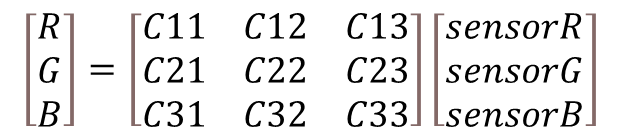 [R] [C11 C12 C13] [sensorR]
[G] = [C21 C22 C23] [sensorG]
[B] [C31 C32 C33] [sensorB]